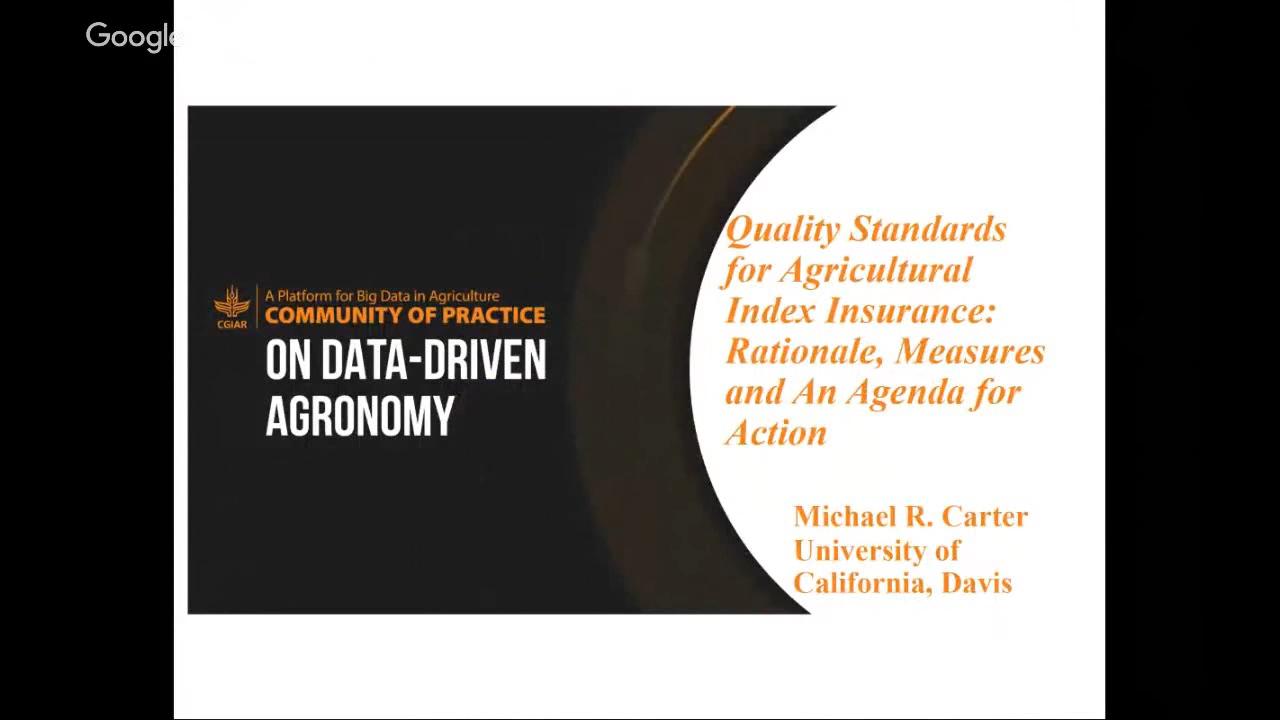 Google
A Platform for Big Data in Agriculture
COMMUNITY OF PRACTICE
CGIAR
ON DATA-DRIVEN
AGRONOMY
Quality Standards
for Agricultural
Index Insurance:
Rationale, Measures
and An Agenda for
Action
Michael R. Carter
University of
California, Davis